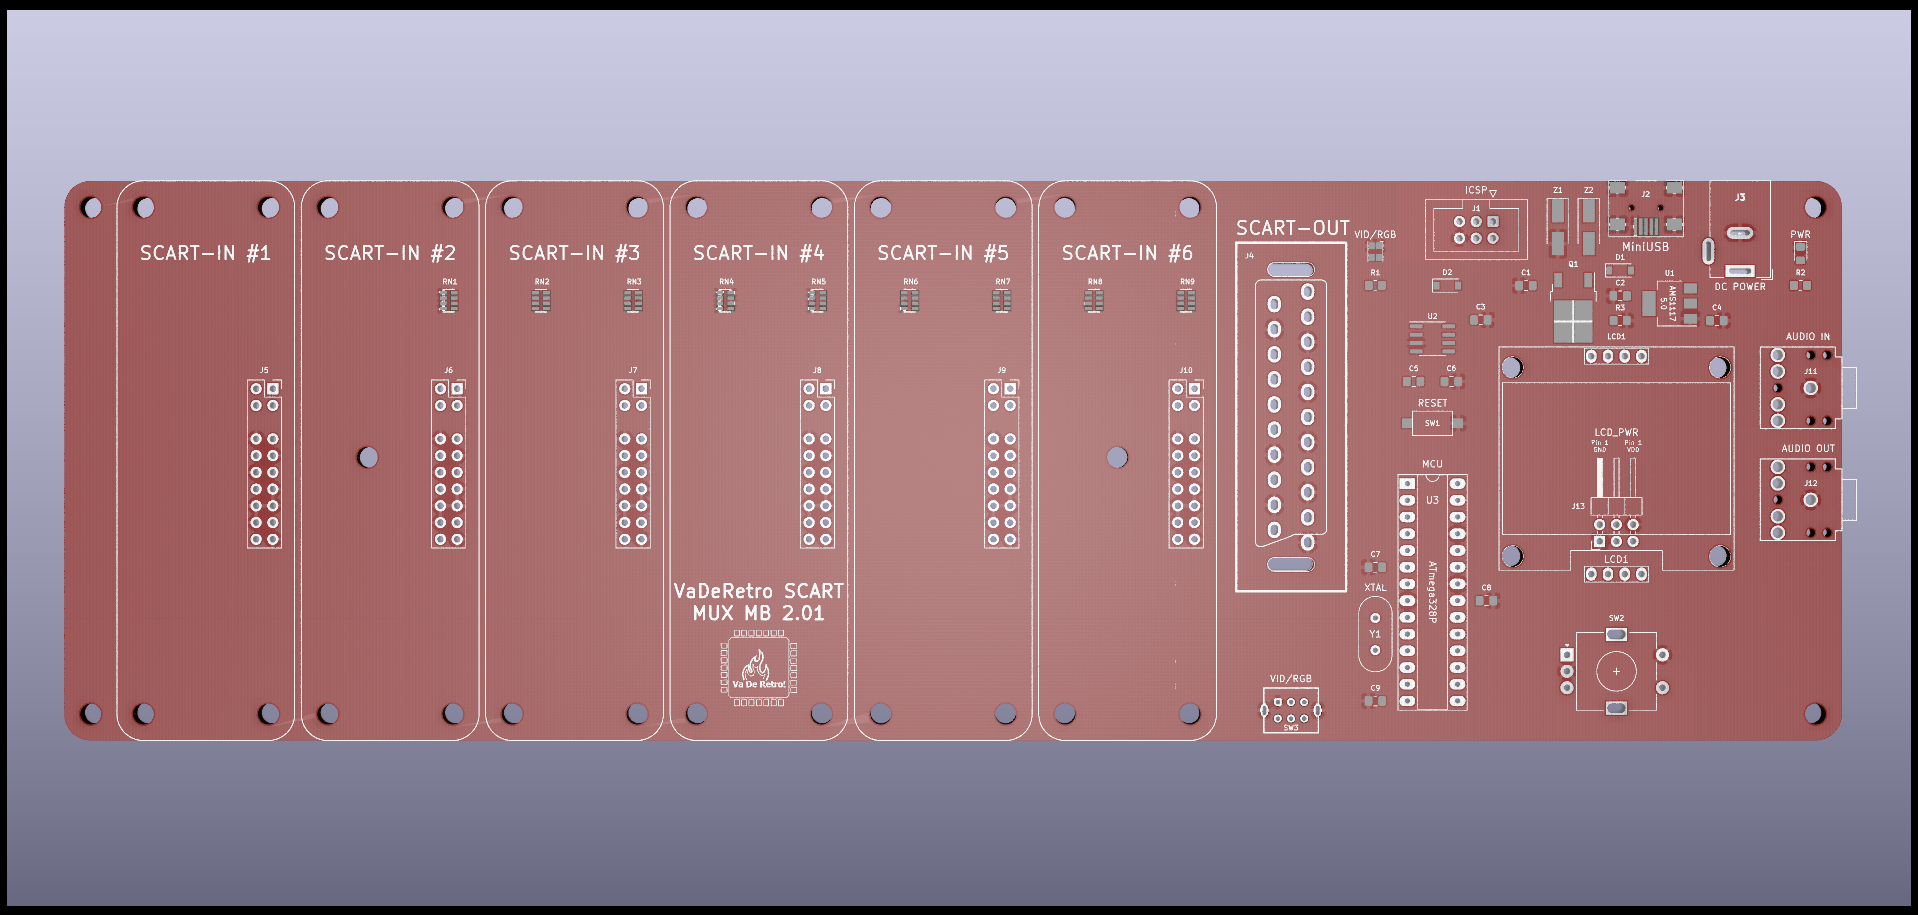 SCART-IN #1
SCART-IN #2
SCART-IN #3
SCART-IN #4
SCART-IN #5
SCART-IN #6
RN1
RN2
RN3
RN4
RN5
RN6
RN7
RN8
RN9
J5
J6
J7
J8
J9
J10
VaDeRetro SCART
MUX MB 2.01
Va De Retro!
SCART-OUT
J4
VID/RGB
R1
ICSP
J1
D2
C1
C3
U2
C5
C6
RESET
SW1
Z1
Z2
J2
MiniUSB
Q1
D1
C2
R3
LCD1
U1
AMS1117
5.0
C4
J3
DC POWER
PWR
R2
AUDIO IN
J11
AUDIO OUT
J12
LCD_PWR
Pin 1
GND
Pin 1
VDD
J13
LCD1
MCU
U3
ATmega328P
C7
XTAL
Y1
C8
C9
VID/RGB
SW3
SW2